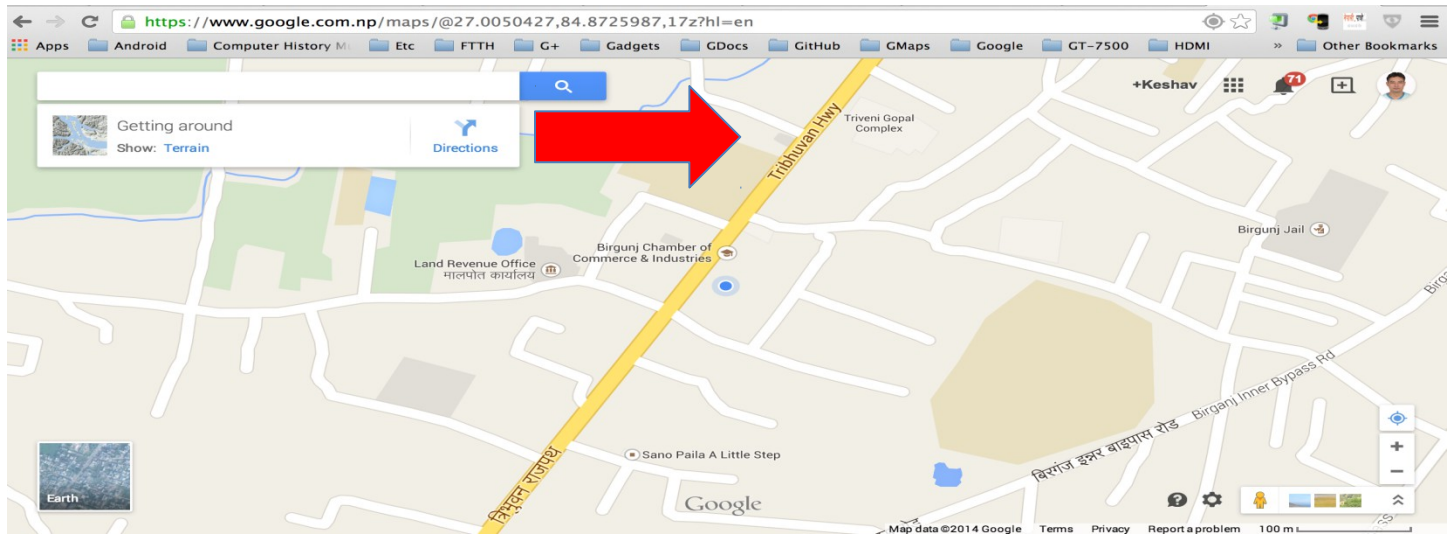 https://www.google.com.np/maps/@27.0050427,84.8725987,17z?hl=en
Apps Android Computer History Mu Etc FTTH G+ Gadgets GDocs GitHub GMaps Google GT-7500 HDMI » Other Bookmarks
+Keshav 71
Getting around
Show: Terrain
Directions
Tribhuvan Hwy
Triveni Gopal
Complex
Birgunj Jail
Birgunj Chamber of
Commerce & Industries
Land Revenue Office
मालपोत कार्यालय
Birganj Inner Bypass Rd
बिरगंज इन्नर बाइपास रोड
Sano Paila A Little Step
त्रिभुवन राजपथ
Earth
Google
Map data ©2014 Google Terms Privacy Report a problem 100 m